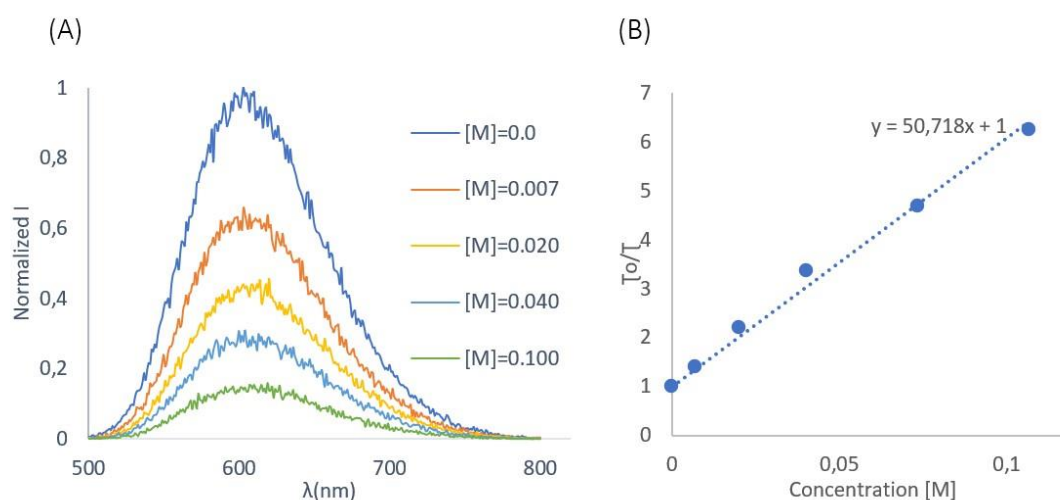 (A)
Normalized I
1
0,8
0,6
0,4
0,2
0
500
600
700
800
λ(nm)
[M]=0.0
[M]=0.007
[M]=0.020
[M]=0.040
[M]=0.100
(B)
To/T
7
6
5
4
3
2
1
0
y = 50,718x + 1
0
0,05
0,1
Concentration [M]